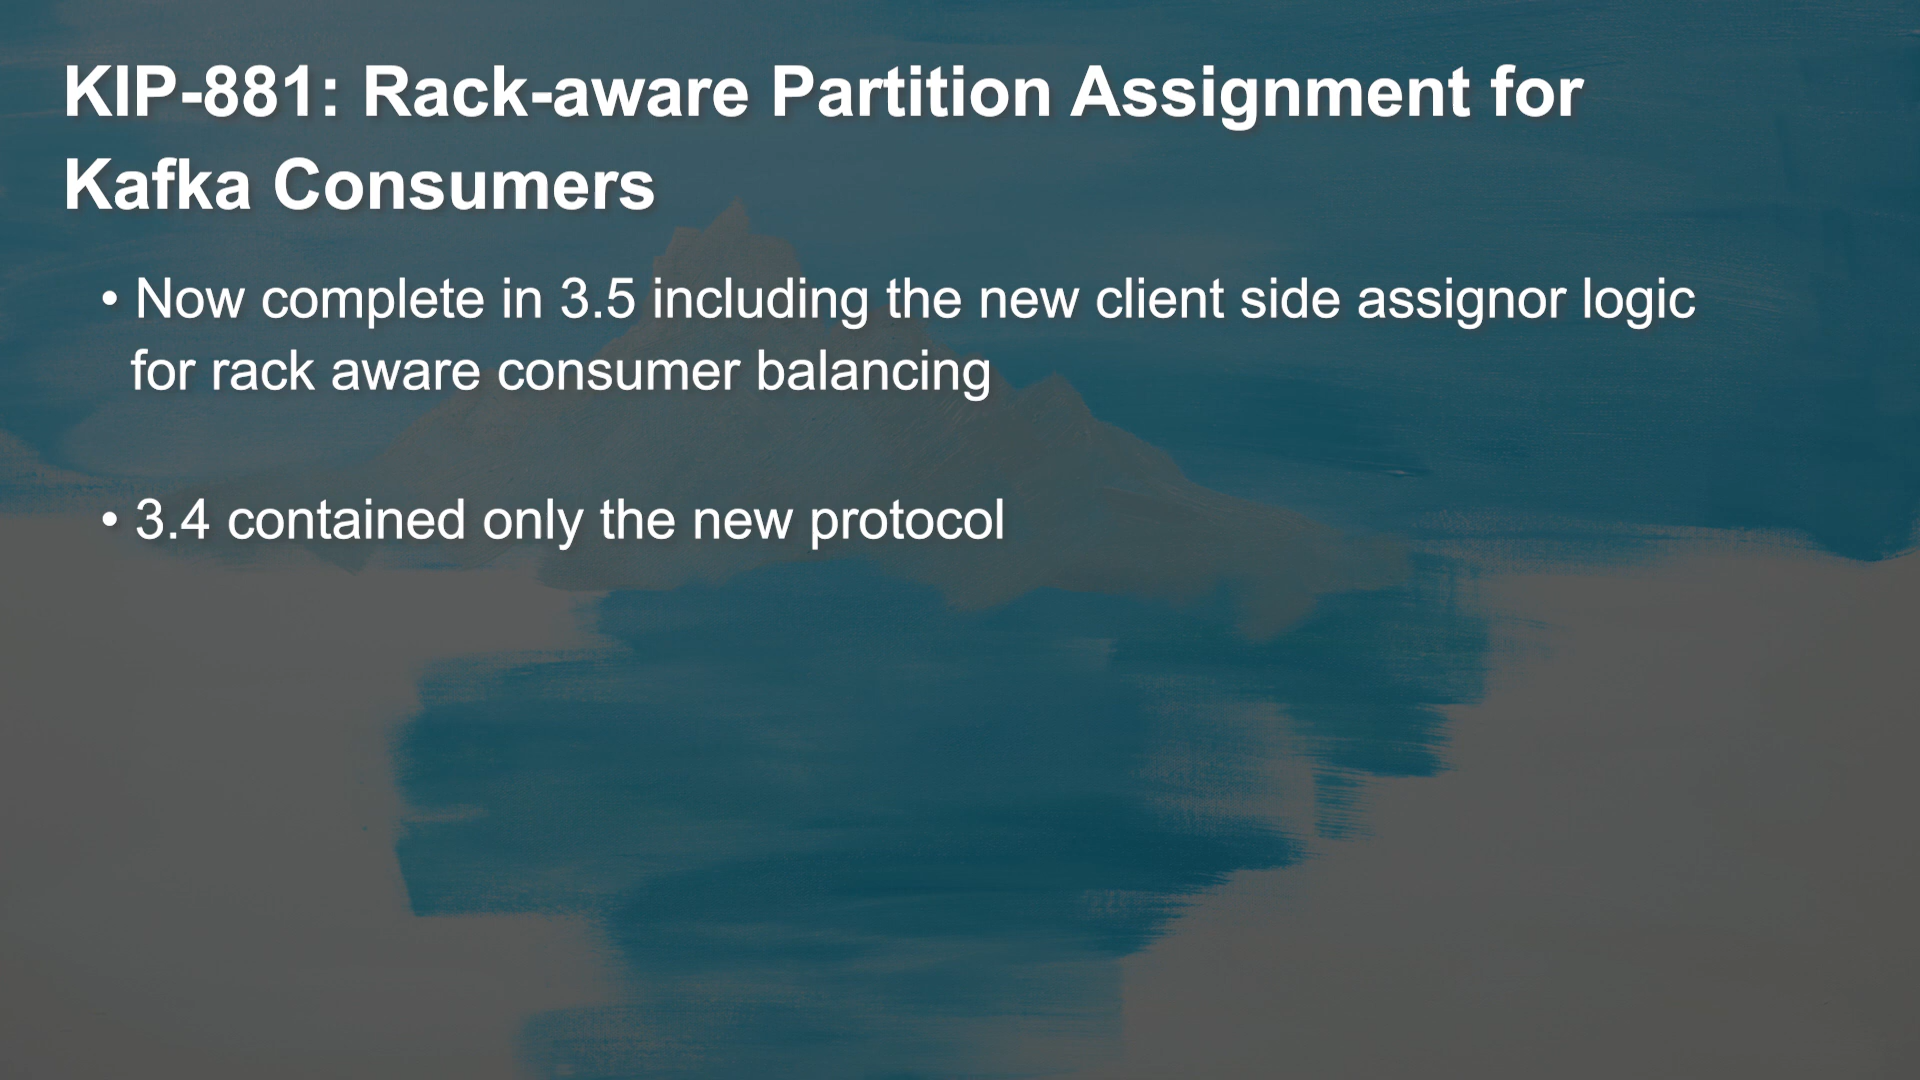 KIP-881: Rack-aware Partition Assignment for
Kafka Consumers
• Now complete in 3.5 including the new client side assignor logic
for rack aware consumer balancing
• 3.4 contained only the new protocol